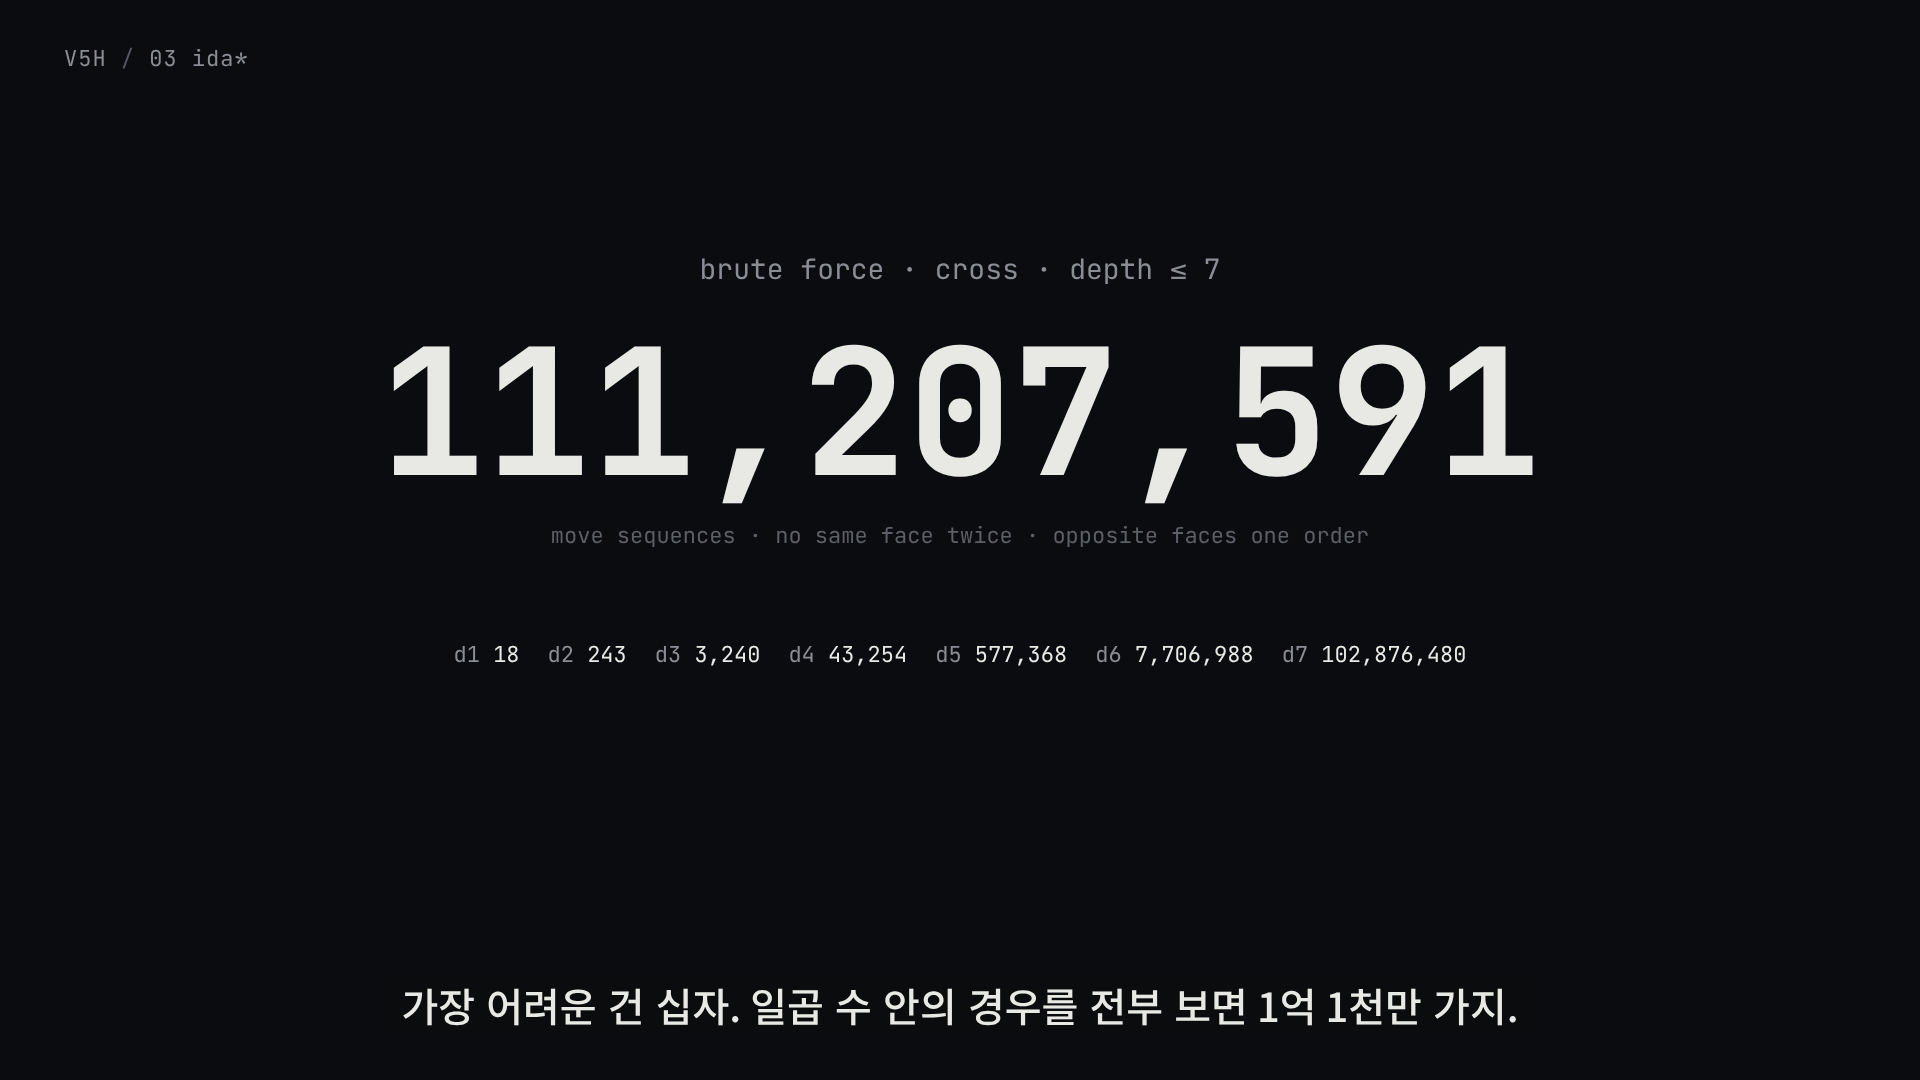 V5H / 03 ida*
brute force · cross · depth ≤ 7
111,207,591
move sequences · no same face twice · opposite faces one order
d1 18 d2 243 d3 3,240 d4 43,254 d5 577,368 d6 7,706,988 d7 102,876,480
가장 어려운 건 십자. 일곱 수 안의 경우를 전부 보면 1억 1천만 가지.